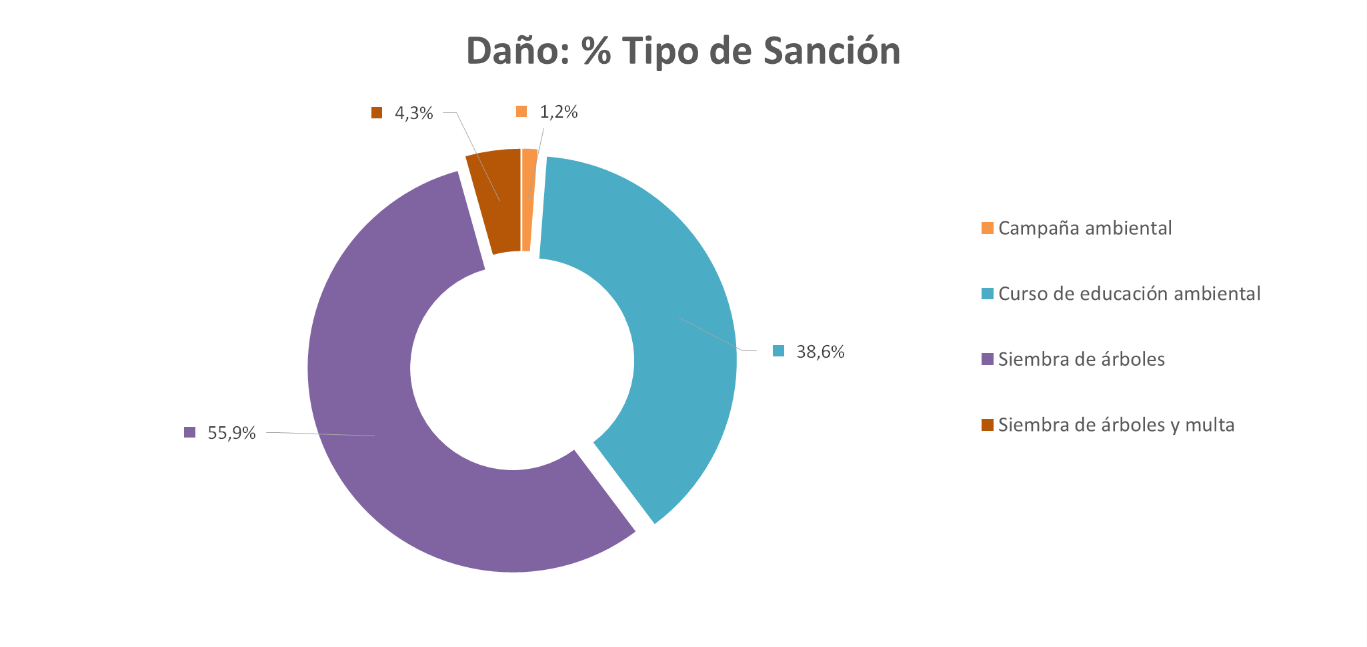 Daño: % Tipo de Sanción
4,3%
1,2%
38,6%
55,9%
Campaña ambiental
Curso de educación ambiental
Siembra de árboles
Siembra de árboles y multa